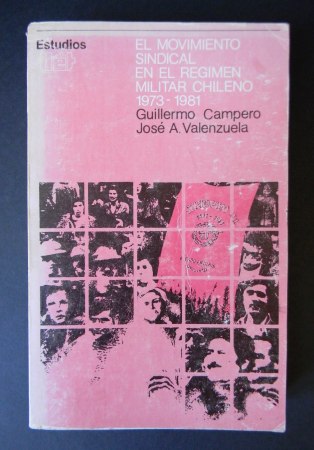 Estudios
EL MOVIMIENTO
SINDICAL
EN EL REGIMEN
MILITAR CHILENO
1973-1981
Guillermo Campero
José A. Valenzuela